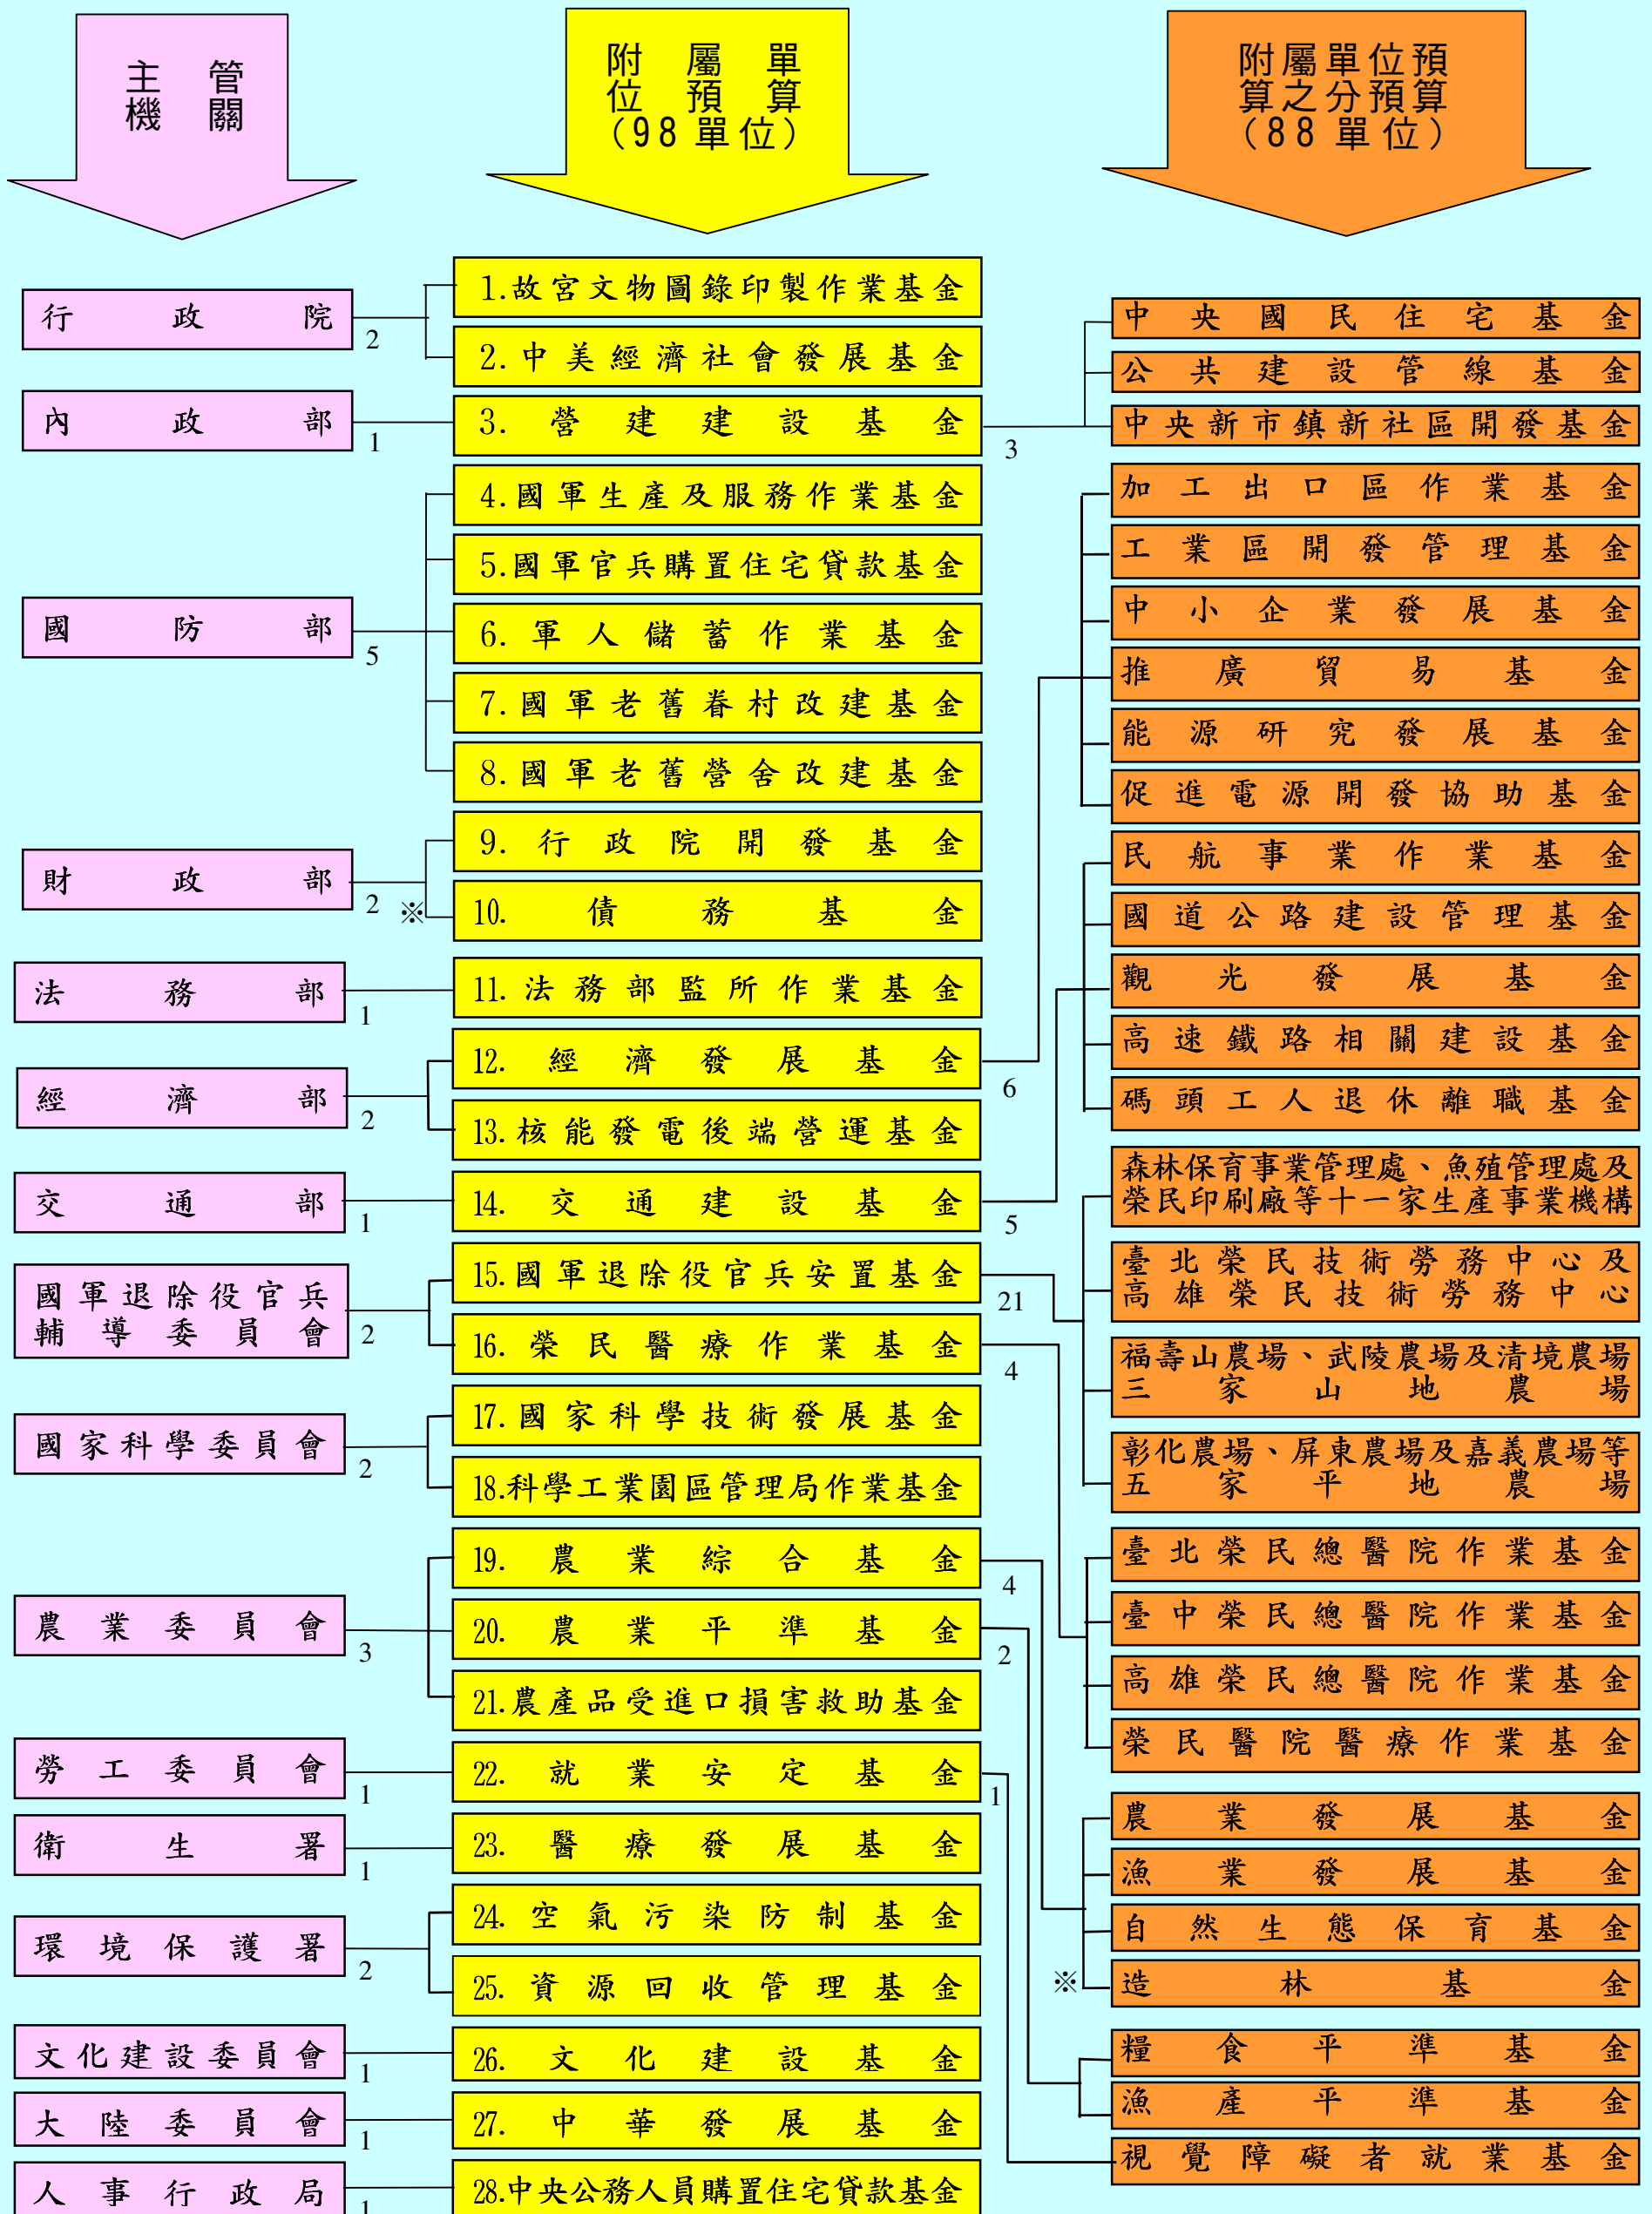 主管
機關
附屬單
位預算
（98單位）
附屬單位預
算之分預算
（88單位）
行政院
2
1.故宮文物圖錄印製作業基金
2.中美經濟社會發展基金
內政部
1
3.營建建設基金
3
中央國民住宅基金
公共建設管線基金
中央新市鎮新社區開發基金
國防部
5
4.國軍生產及服務作業基金
5.國軍官兵購置住宅貸款基金
6.軍人儲蓄作業基金
7.國軍老舊眷村改建基金
8.國軍老舊營舍改建基金
財政部
2
9.行政院開發基金
※
10.債務基金
法務部
1
11.法務部監所作業基金
經濟部
2
12.經濟發展基金
6
加工出口區作業基金
工業區開發管理基金
中小企業發展基金
推廣貿易基金
能源研究發展基金
促進電源開發協助基金
13.核能發電後端營運基金
交通部
1
14.交通建設基金
5
民航事業作業基金
國道公路建設管理基金
觀光發展基金
高速鐵路相關建設基金
碼頭工人退休離職基金
國軍退除役官兵
輔導委員會
2
15.國軍退除役官兵安置基金
21
森林保育事業管理處、魚殖管理處及
榮民印刷廠等十一家生產事業機構
臺北榮民技術勞務中心及
高雄榮民技術勞務中心
福壽山農場、武陵農場及清境農場
三家山地農場
彰化農場、屏東農場及嘉義農場等
五家平地農場
16.榮民醫療作業基金
4
臺北榮民總醫院作業基金
臺中榮民總醫院作業基金
高雄榮民總醫院作業基金
榮民醫院醫療作業基金
國家科學委員會
2
17.國家科學技術發展基金
18.科學工業園區管理局作業基金
農業委員會
3
19.農業綜合基金
4
農業發展基金
漁業發展基金
自然生態保育基金
※
造林基金
20.農業平準基金
2
糧食平準基金
漁產平準基金
21.農產品受進口損害救助基金
勞工委員會
1
22.就業安定基金
1
視覺障礙者就業基金
衛生署
1
23.醫療發展基金
環境保護署
2
24.空氣污染防制基金
25.資源回收管理基金
文化建設委員會
1
26.文化建設基金
大陸委員會
1
27.中華發展基金
人事行政局
1
28.中央公務人員購置住宅貸款基金